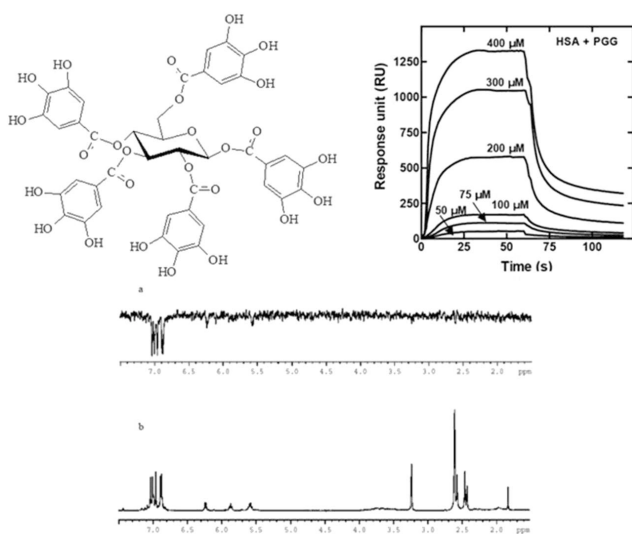 OH
HO
OH
O
C
OH
OH
HO
O
C
O
O
O
O
C
OH
O
C
O
O
OH
O
C
O
C
O
OH
HO
HO
OH
HO
OH
OH
Response unit (RU)
1250
1000
750
500
250
0
HSA + PGG
400 µM
300 µM
200 µM
75 µM
100 µM
50 µM
0 25 50 75 100
Time (s)
a
7.0 6.5 6.0 5.5 5.0 4.5 4.0 3.5 3.0 2.5 2.0 ppm
b
7.0 6.5 6.0 5.5 5.0 4.5 4.0 3.5 3.0 2.5 2.0 ppm